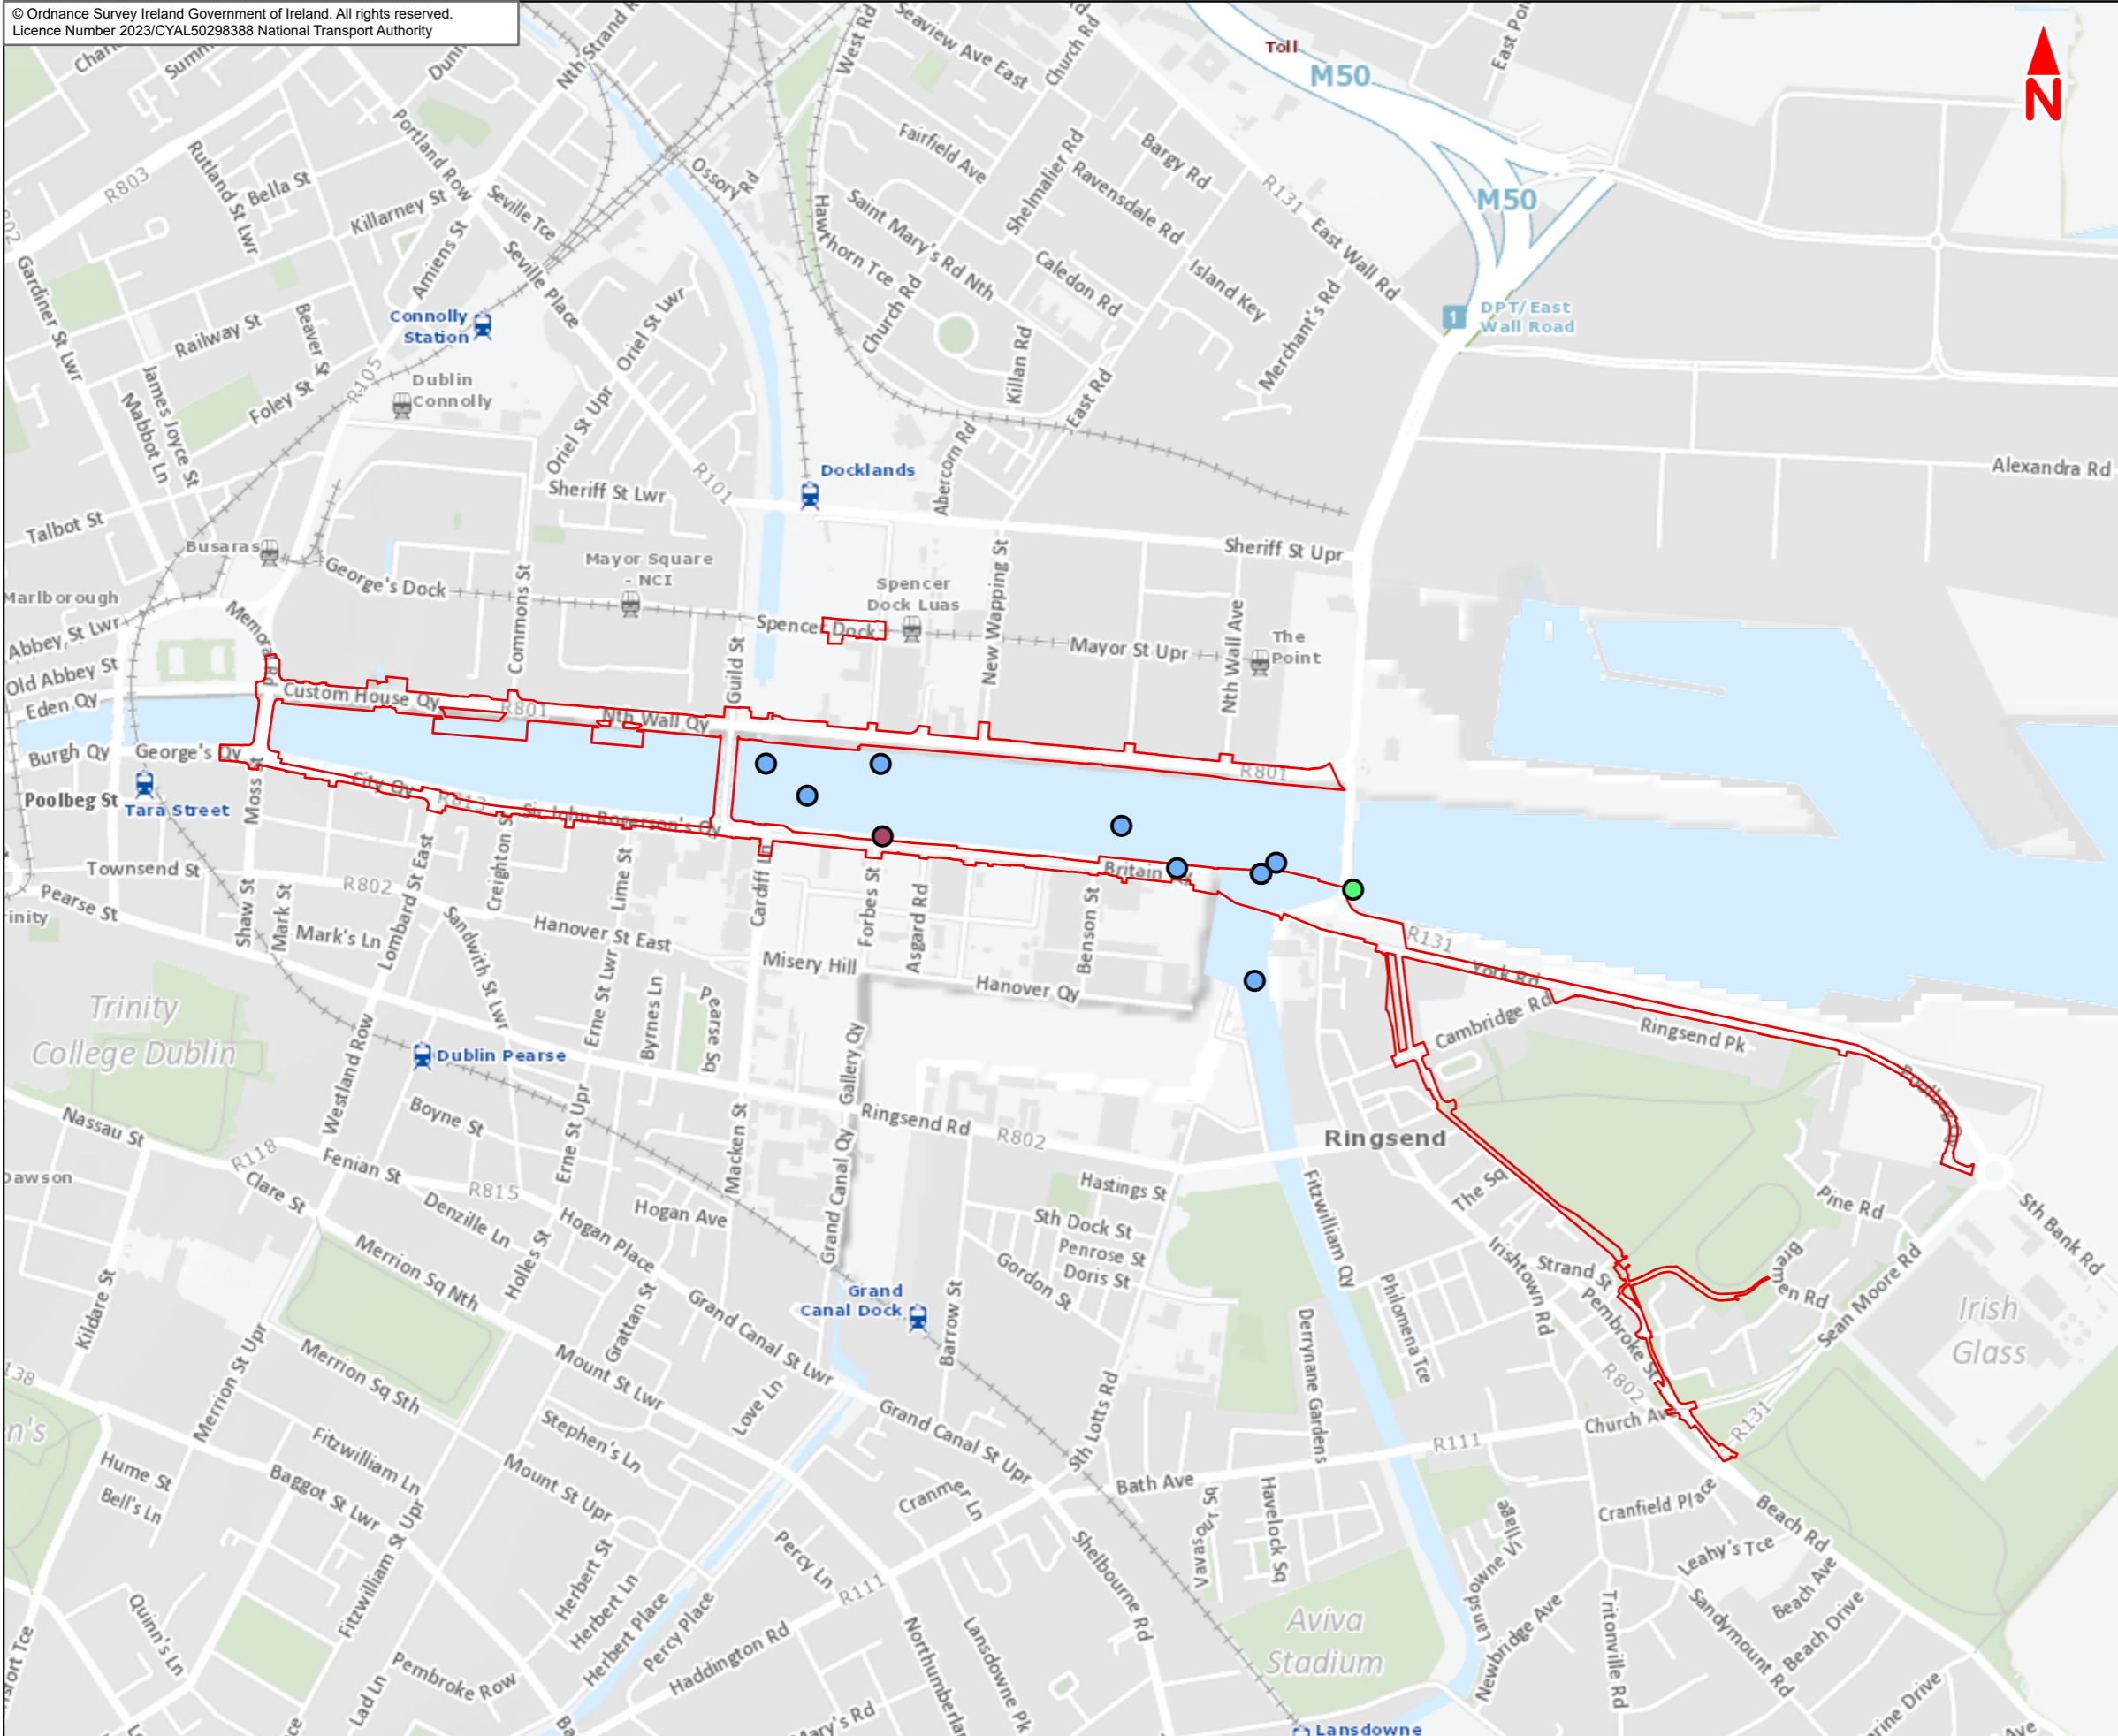 © Ordnance Survey Ireland Government of Ireland. All rights reserved.
Licence Number 2023/CYAL50298388 National Transport Authority
Nth Strand R
West Rd
Seaview Ave East
Church Rd
Toll
M50
East Poi
N
Portland Row
Ossory Rd
Fairfield Ave
Shelmalier Rd
Bargy Rd
Ravensdale Rd
M50
R803
Rutland St Lwr
Bella St
Killarney St
Seville Tce
Hawthorn Tce
Saint Mary's Rd Nth
R131
East Wall Rd
Gardiner St Lwr
Amiens St
Seville Place
Caledon Rd
Island Key
Church Rd
Merchant's Rd
1
DPT/East
Wall Road
Connolly
Station
Railway St
Beaver St
Oriel St Lwr
Killan Rd
East Rd
James Joyce St
Mabbot Ln
Foley St
R105
Dublin
Connolly
Oriel St Upr
Abercorn Rd
Alexandra Rd
Docklands
R101
Sheriff St Lwr
Talbot St
Busaras
Sheriff St Upr
Mayor Square
- NCI
George's Dock
Commons St
Spencer
Dock Luas
New Wapping St
Marlborough
Abbey St Lwr
Spencer Dock
Mayor St Upr
Nth Wall Ave
The
Point
Old Abbey St
Eden Qy
Custom House Qy
R801
Nth Wall Qy
Guild St
Burgh Qy
George's Qy
Moss St
City Qy
R813
Sir John Rogerson's Qy
R801
Poolbeg St
Tara Street
Townsend St
Pearse St
R802
Shaw St
Mark St
Mark's Ln
Lombard St East
Creighton St
Lime St
Sandwith St Lwr
Hanover St East
Cardiff Ln
Forbes St
Asgard Rd
Benson St
Misery Hill
Hanover Qy
R131
York Rd
Cambridge Rd
Ringsend Pk
Trinity
College Dublin
Westland Row
Dublin Pearse
Erne St Lwr
Byrnes Ln
Pearse Sq
Gallery Qy
Ringsend Rd
R802
Ringsend
Nassau St
R118
Boyne St
Fenian St
Erne St Upr
Macken St
Grand Canal Qy
Hastings St
The Sq
Pine Rd
Sth Bank Rd
Clare St
R815
Denzille Ln
Hogan Place
Hogan Ave
Sth Dock St
Penrose St
Doris St
Gordon St
Fitzwilliam Qy
Irishtown Rd
Strand St
Pembroke St
Bremen Rd
Sean Moore Rd
Irish
Glass
Kildare St
Merrion Sq Nth
Holles St
Grattan St
Grand
Canal Dock
Barrow St
Philomena Tce
Derrynane Gardens
Merrion St Upr
Merrion Sq Sth
Mount St Lwr
Grand Canal St Lwr
Love Ln
Grand Canal St Upr
Sth Lotts Rd
R802
Church Ave
R131
R111
Hume St
Bell's Ln
Fitzwilliam Ln
Baggot St Lwr
Stephen's Ln
Mount St Upr
Cranmer Ln
Bath Ave
Vavasour Sq
Havelock Sq
Cranfield Place
Beach Rd
Fitzwilliam St Upr
Herbert St
Herbert Ln
Herbert Place
Percy Place
Percy Ln
R111
Shelbourne Rd
Lansdowne Village
Leahy's Tce
Beach Ave
Beach Drive
Quinn's Ln
Lad Ln
Pembroke Row
Haddington Rd
Lansdowne Pk
Aviva
Stadium
Newbridge Ave
Tritonville Rd
Sandymount Rd
Lansdowne